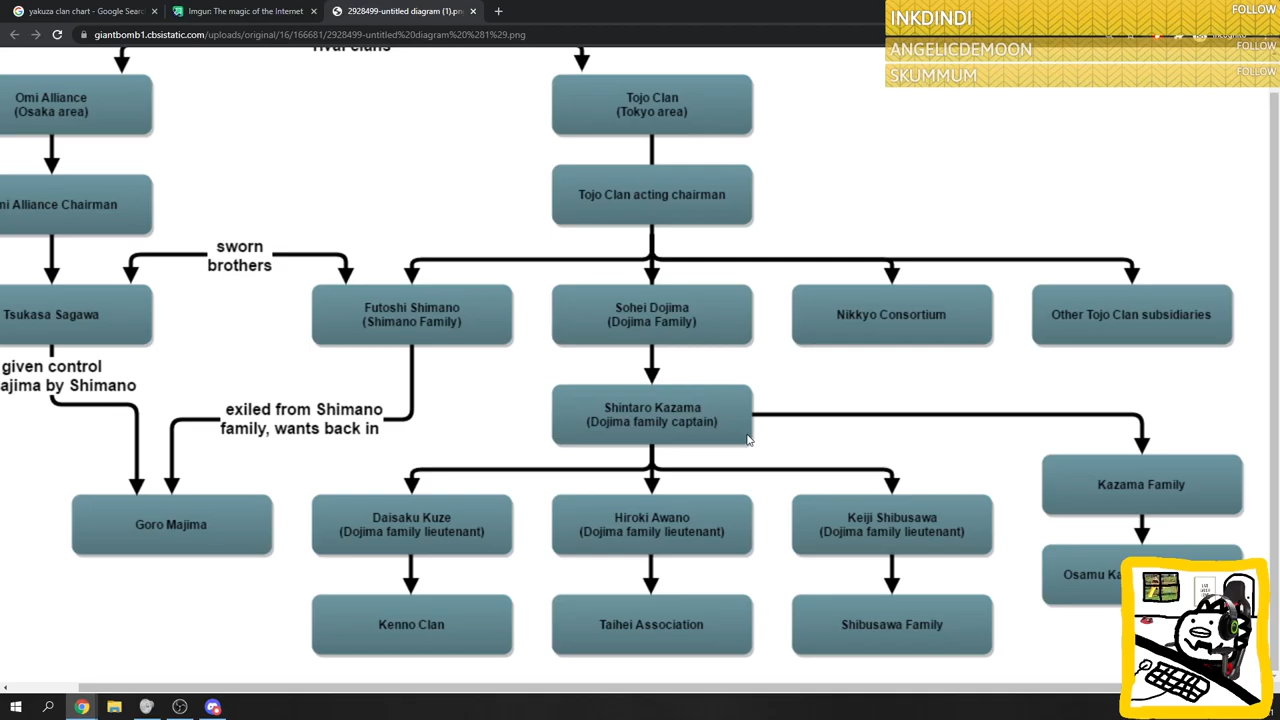 yakuza clan chart - Google Sear
Imgur: The magic of the Internet
2928499-untitled diagram (1).pn
giantbomb1.cbsistatic.com/uploads/original/16/166681/2928499-untitled%20diagram%20%281%29.png
INKDINDI
FOLLOW
ANGELICDEMOON
FOLLOW
SKUMMUM
FOLLOW
rival clans
Omi Alliance
(Osaka area)
Tojo Clan
(Tokyo area)
mi Alliance Chairman
Tojo Clan acting chairman
sworn
brothers
Tsukasa Sagawa
Futoshi Shimano
(Shimano Family)
Sohei Dojima
(Dojima Family)
Nikkyo Consortium
Other Tojo Clan subsidiaries
given control
ajima by Shimano
exiled from Shimano
family, wants back in
Shintaro Kazama
(Dojima family captain)
Kazama Family
Goro Majima
Daisaku Kuze
(Dojima family lieutenant)
Hiroki Awano
(Dojima family lieutenant)
Keiji Shibusawa
(Dojima family lieutenant)
Osamu Ka
Kenno Clan
Taihei Association
Shibusawa Family